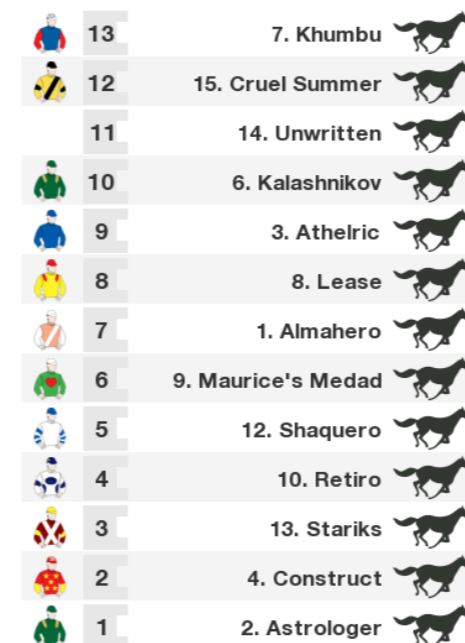 13 7. Khumbu
12 15. Cruel Summer
11 14. Unwritten
10 6. Kalashnikov
9 3. Athelric
8 8. Lease
7 1. Almahero
6 9. Maurice's Medad
5 12. Shaquero
4 10. Retiro
3 13. Stariks
2 4. Construct
1 2. Astrologer